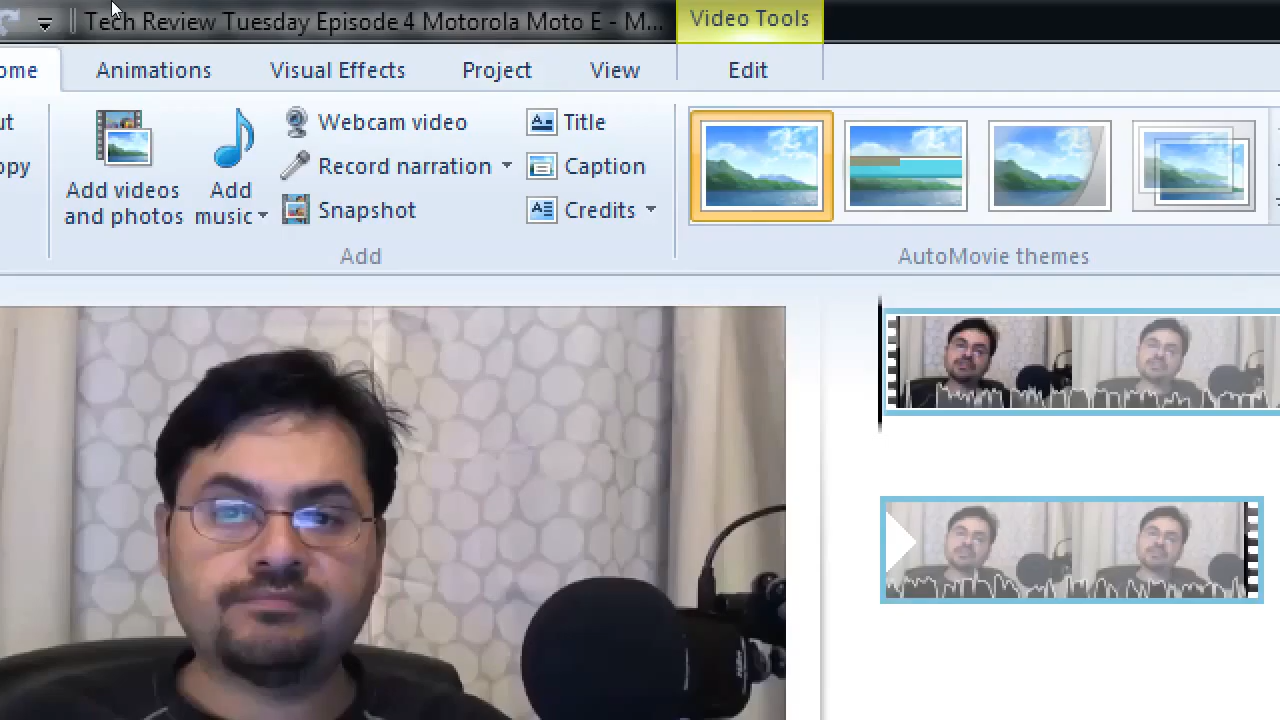 Tech Review Tuesday Episode 4 Motorola Moto E - M...
Video Tools
ome
Animations
Visual Effects
Project
View
Edit
ut
opy
Add videos
and photos
Add
music
Webcam video
Record narration
Snapshot
Title
Caption
Credits
Add
AutoMovie themes